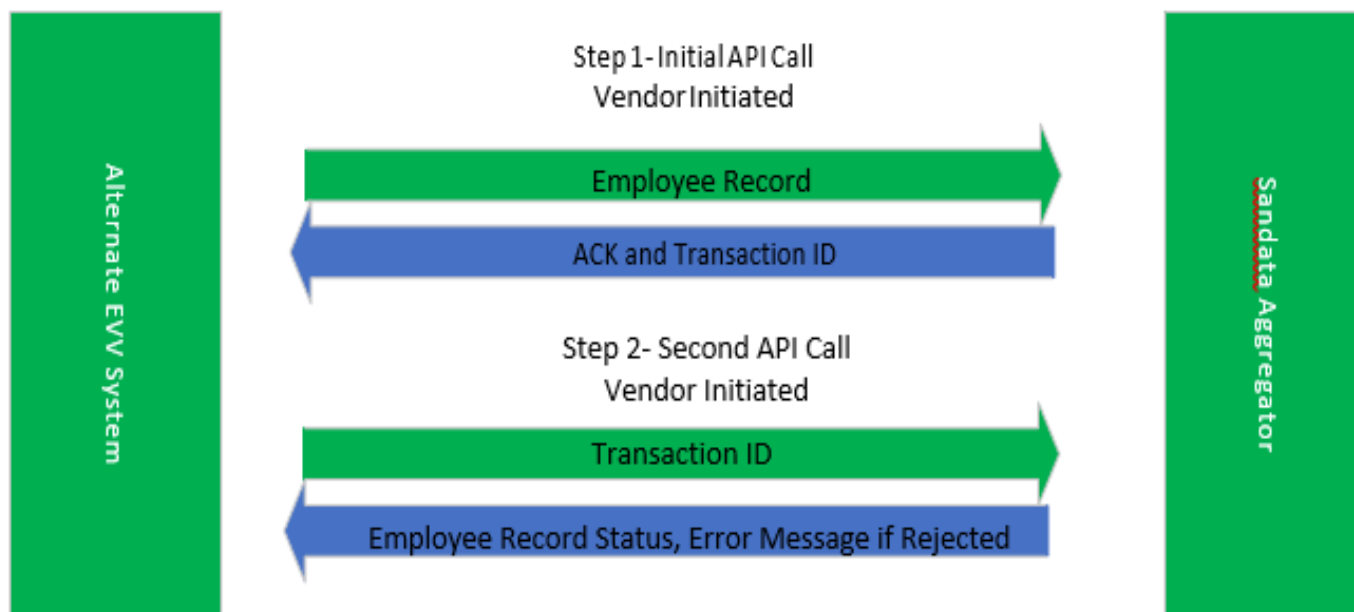 Alternate EVV System
Step 1- Initial API Call
Vendor Initiated
Employee Record
ACK and Transaction ID
Step 2- Second API Call
Vendor Initiated
Transaction ID
Employee Record Status, Error Message if Rejected
Sandata Aggregator